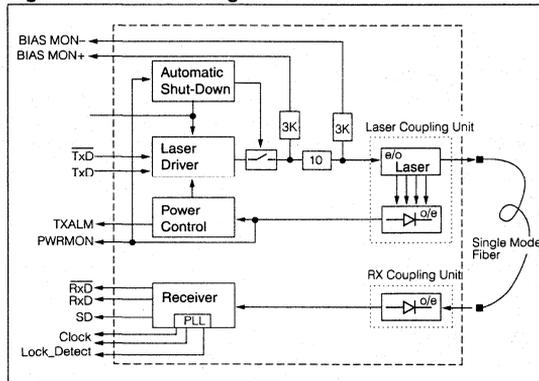 BIAS MON–
BIAS MON+
Automatic
Shut-Down
3K
3K
Laser Coupling Unit
TxD
TxD
Laser
Driver
10
e/o
Laser
TXALM
PWRMON
Power
Control
o/e
Single Mode
Fiber
RX Coupling Unit
RxD
RxD
SD
Receiver
PLL
o/e
Clock
Lock_Detect